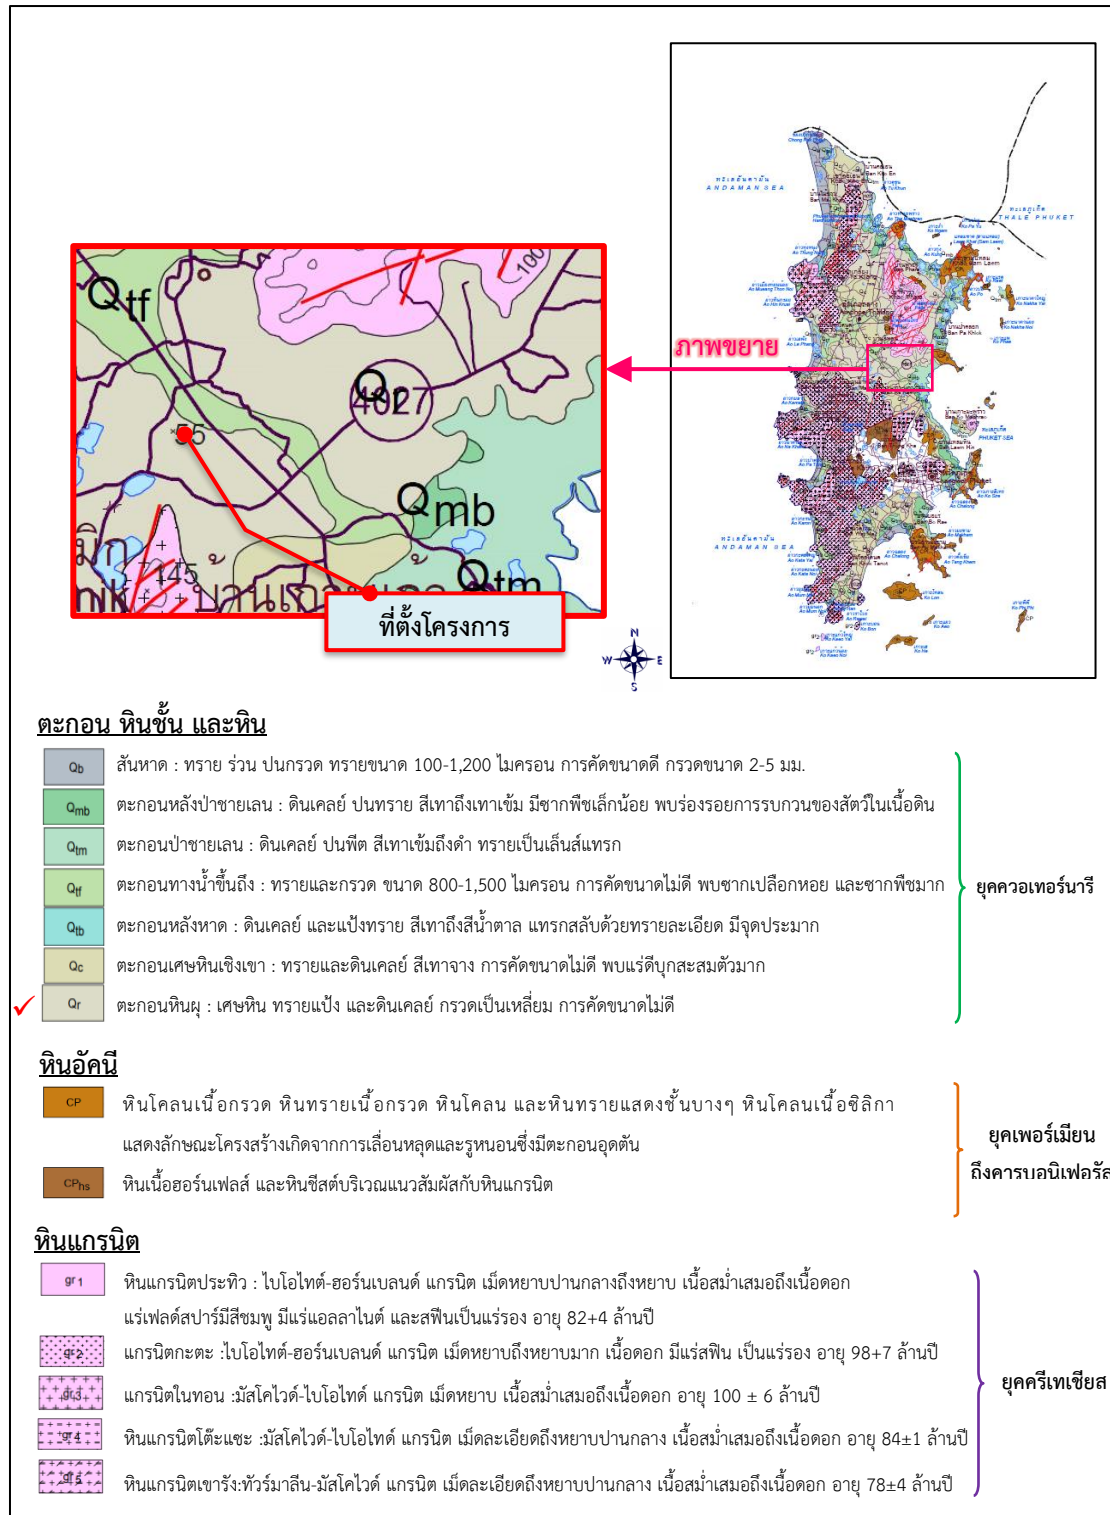 ทะเลอันดามัน
ANDAMAN SEA
ทะเลภูเก็ต
THALE PHUKET
ภาพขยาย
Qtf
Qr
4027
55
100
Qmb
Qtm
145
ที่ตั้งโครงการ
PHUKET SEA
ทะเลอันดามัน
ANDAMAN SEA
N
W E
S
ตะกอน หินชั้น และหิน
Qb สันหาด : ทราย ร่วน ปนกรวด ทรายขนาด 100-1,200 ไมครอน การคัดขนาดดี กรวดขนาด 2-5 มม.
Qmb ตะกอนหลังป่าชายเลน : ดินเคลย์ ปนทราย สีเทาถึงเทาเข้ม มีซากพืชเล็กน้อย พบร่องรอยการรบกวนของสัตว์ในเนื้อดิน
Qtm ตะกอนป่าชายเลน : ดินเคลย์ ปนพีต สีเทาเข้มถึงดำ ทรายเป็นเล็นส์แทรก
Qtf ตะกอนทางน้ำขึ้นถึง : ทรายและกรวด ขนาด 800-1,500 ไมครอน การคัดขนาดไม่ดี พบซากเปลือกหอย และซากพืชมาก
ยุคควอเทอร์นารี
Qtb ตะกอนหลังหาด : ดินเคลย์ และแป้งทราย สีเทาถึงสีน้ำตาล แทรกสลับด้วยทรายละเอียด มีจุดประมาก
Qc ตะกอนเศษหินเชิงเขา : ทรายและดินเคลย์ สีเทาจาง การคัดขนาดไม่ดี พบแร่ดีบุกสะสมตัวมาก
✓ Qr ตะกอนหินผุ : เศษหิน ทรายแป้ง และดินเคลย์ กรวดเป็นเหลี่ยม การคัดขนาดไม่ดี
หินอัคนี
CP หินโคลนเนื้อกรวด หินทรายเนื้อกรวด หินโคลน และหินทรายแสดงชั้นบางๆ หินโคลนเนื้อซิลิกา
แสดงลักษณะโครงสร้างเกิดจากการเลื่อนหลุดและรูหนอนซึ่งมีตะกอนอุดตัน
CPhs หินเนื้อฮอร์นเฟลส์ และหินชีสต์บริเวณแนวสัมผัสกับหินแกรนิต
ยุคเพอร์เมียน
ถึงคารบอนิเฟอรัส
หินแกรนิต
gr1 หินแกรนิตประทิว : ไบโอไทต์-ฮอร์นเบลนด์ แกรนิต เม็ดหยาบปานกลางถึงหยาบ เนื้อสม่ำเสมอถึงเนื้อดอก
แร่เฟลด์สปาร์มีสีชมพู มีแร่แอลลาไนต์ และสฟีนเป็นแร่รอง อายุ 82+4 ล้านปี
gr2 แกรนิตกะตะ :ไบโอไทต์-ฮอร์นเบลนด์ แกรนิต เม็ดหยาบถึงหยาบมาก เนื้อดอก มีแร่สฟิน เป็นแร่รอง อายุ 98+7 ล้านปี
gr3 แกรนิตในทอน :มัสโคไวต์-ไบโอไทต์ แกรนิต เม็ดหยาบ เนื้อสม่ำเสมอถึงเนื้อดอก อายุ 100 ± 6 ล้านปี
ยุคครีเทเชียส
gr4 หินแกรนิตโต๊ะแซะ :มัสโคไวต์-ไบโอไทต์ แกรนิต เม็ดละเอียดถึงหยาบปานกลาง เนื้อสม่ำเสมอถึงเนื้อดอก อายุ 84±1 ล้านปี
gr5 หินแกรนิตเขารัง:ทัวร์มาลีน-มัสโคไวต์ แกรนิต เม็ดละเอียดถึงหยาบปานกลาง เนื้อสม่ำเสมอถึงเนื้อดอก อายุ 78±4 ล้านปี